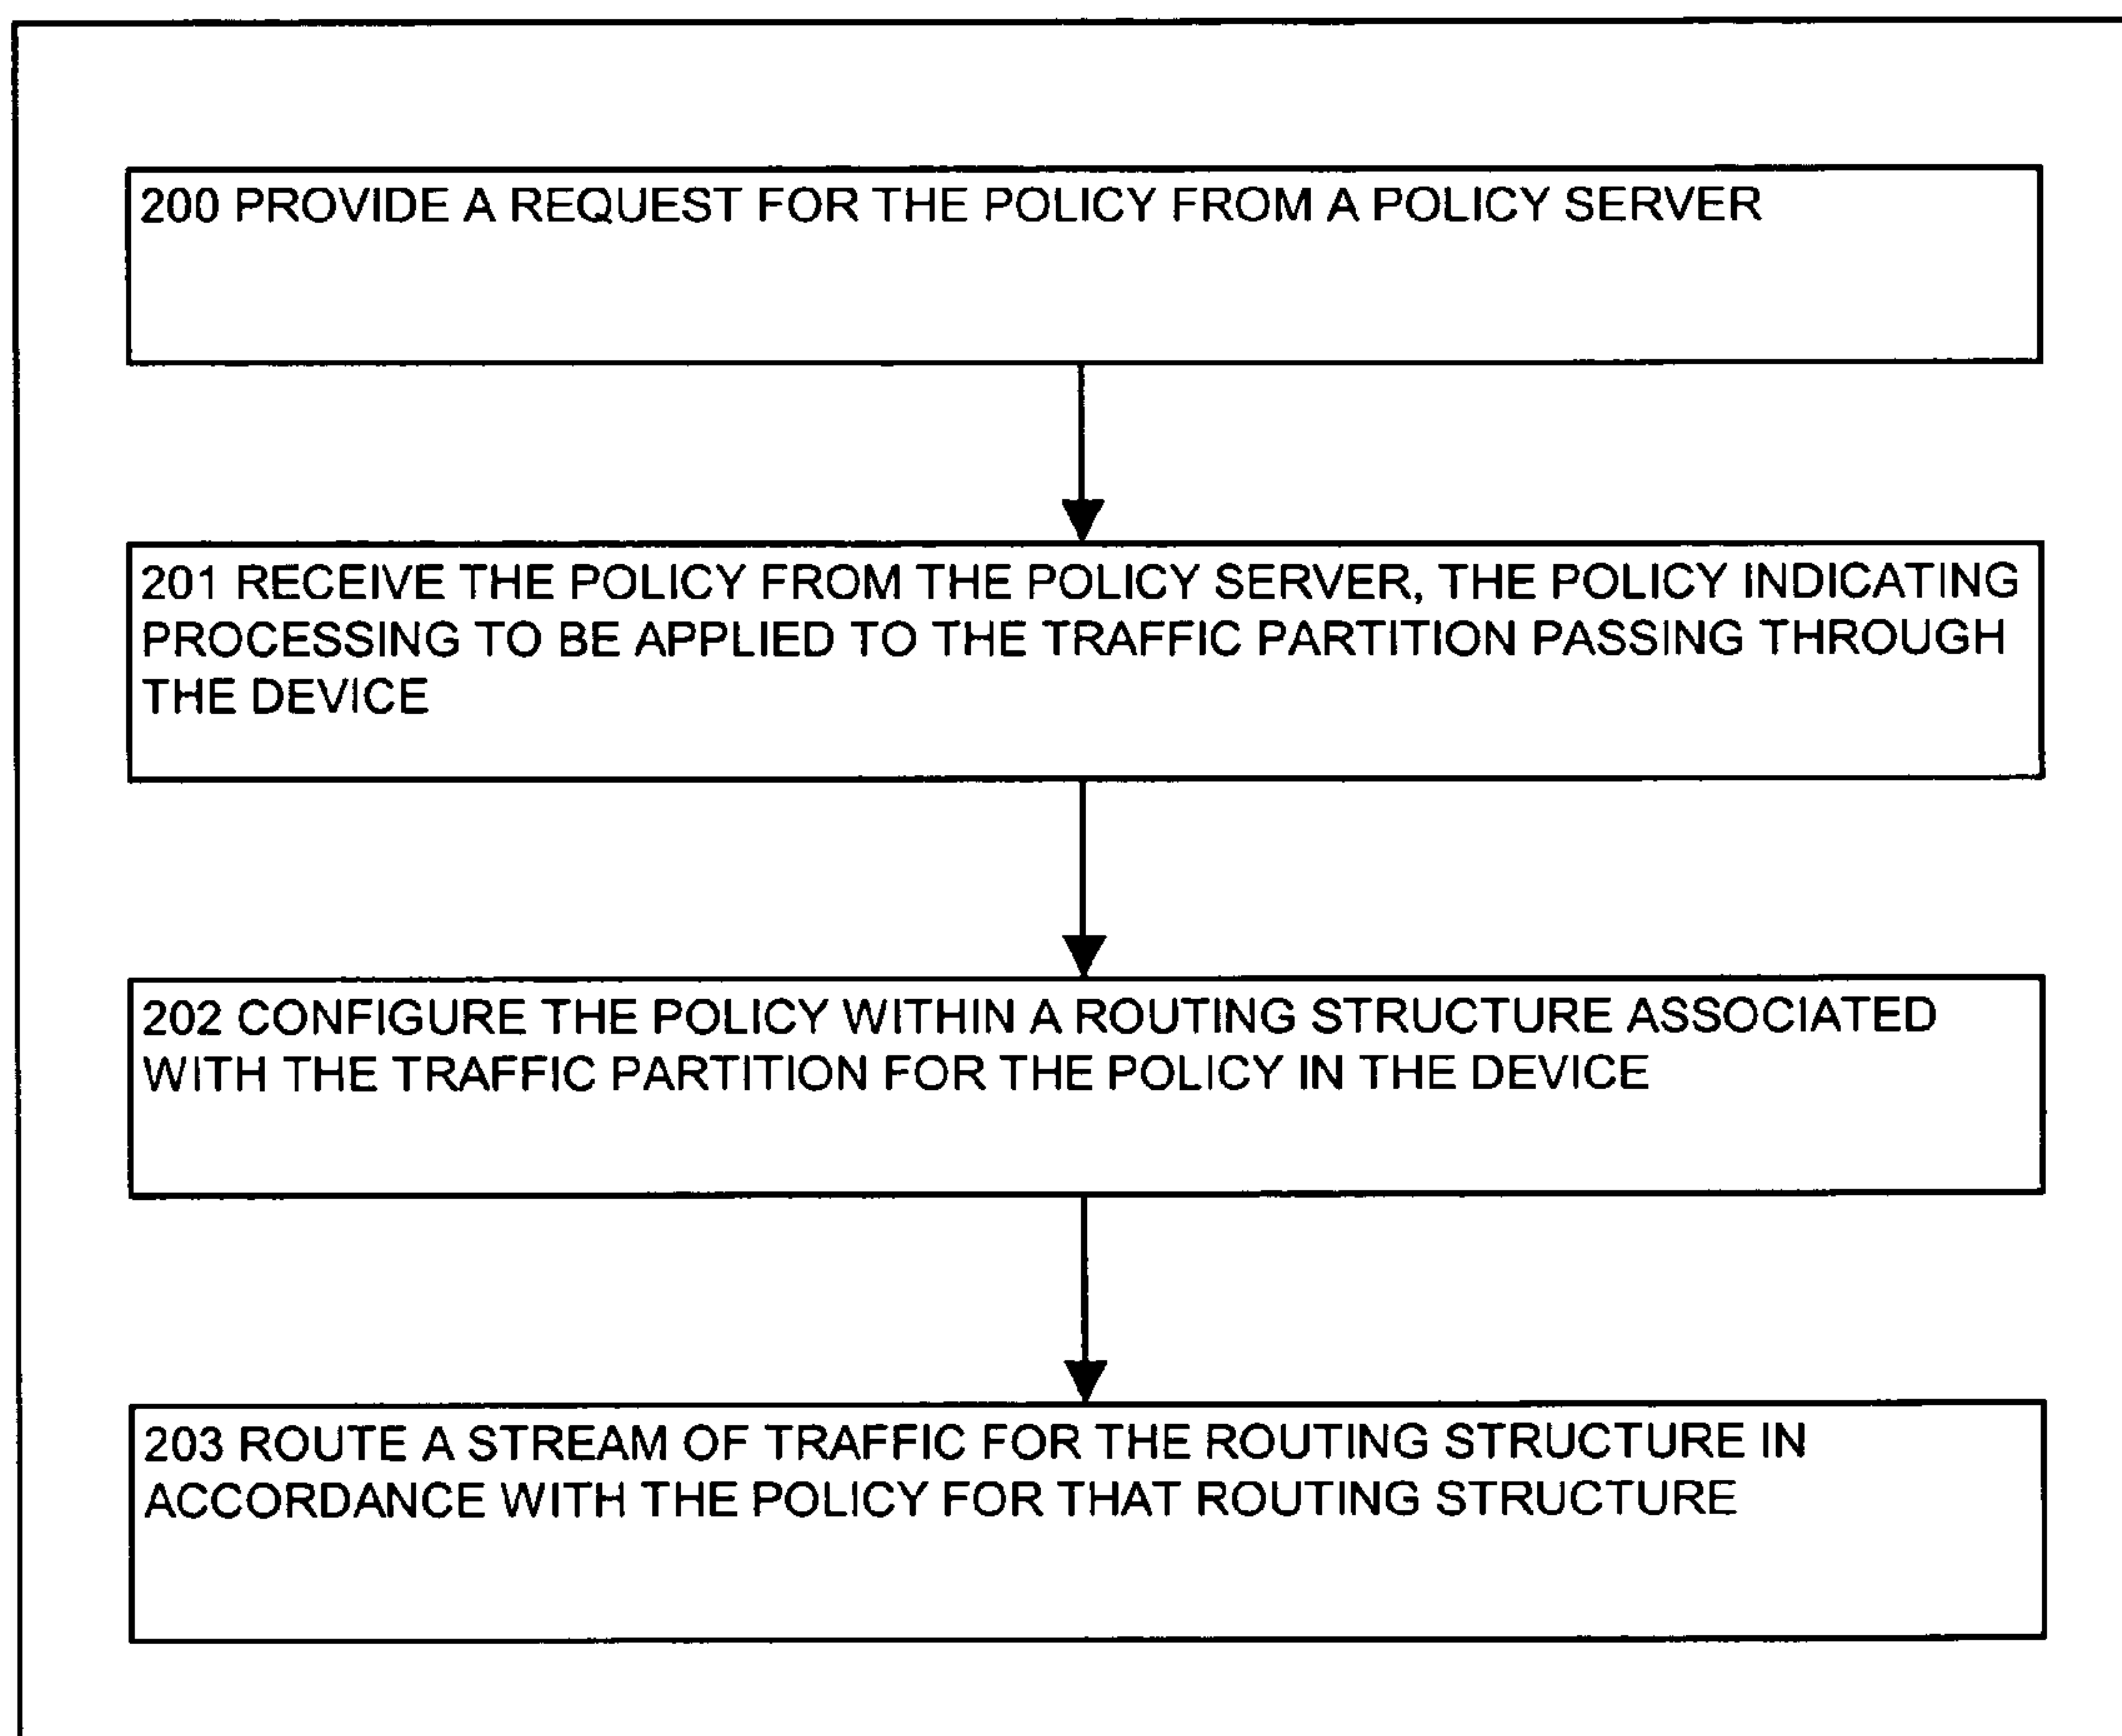 200 PROVIDE A REQUEST FOR THE POLICY FROM A POLICY SERVER
201 RECEIVE THE POLICY FROM THE POLICY SERVER, THE POLICY INDICATING
PROCESSING TO BE APPLIED TO THE TRAFFIC PARTITION PASSING THROUGH
THE DEVICE
202 CONFIGURE THE POLICY WITHIN A ROUTING STRUCTURE ASSOCIATED
WITH THE TRAFFIC PARTITION FOR THE POLICY IN THE DEVICE
203 ROUTE A STREAM OF TRAFFIC FOR THE ROUTING STRUCTURE IN
ACCORDANCE WITH THE POLICY FOR THAT ROUTING STRUCTURE